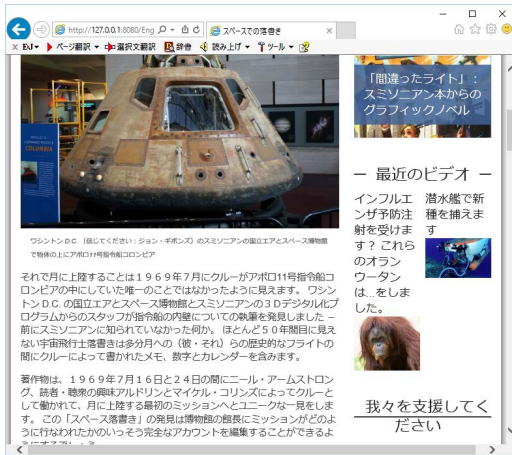 http://127.0.0.1:8080/Eng
スペースでの落書き
×
× EtoJ▾ ページ翻訳 ▾ 選択文翻訳 辞書 読み上げ ▾ ツール ▾
COLUMBIA
「間違ったライト」：
スミソニアン本からの
グラフィックノベル
ワシントン D.C.（信じてください：ジョン・ギボンズ）のスミソニアンの国立エアとスペース博物館
で物体の上にアポロ11号指令船コロンビア
それで月に上陸することは１９６９年７月にクルーがアポロ11号指令船コ
ロンビアの中にしていた唯一のことではなかったように見えます。 ワシン
トン D.C. の国立エアとスペース博物館とスミソニアンの３Ｄデジタル化プ
ログラムからのスタッフが指令船の内壁についての執筆を発見しました －
前にスミソニアンに知られていなかった何か。 ほとんど５０年間目に見え
ない宇宙飛行士落書きは多分月への（彼・それ）らの歴史的なフライトの
間にクルーによって書かれたメモ、数字とカレンダーを含みます。
著作物は、１９６９年７月１６日と２４日の間にニール・アームストロン
グ、読者・聴衆の興味アルドリンとマイケル・コリンズによってクルーと
して働かれて、月に上陸する最初のミッションへとユニークな一見をしま
す。 この「スペース落書き」の発見は博物館の館長にミッションがどのよ
うに行なわれたかのいっそう完全なアカウントを編集することができるよ
－ 最近のビデオ －
インフルエ
ンザ予防注
射を受けま
す？ これら
のオラン
ウータン
は…をしま
した。
潜水艦で新
種を捕えま
す
我々を支援してく
ださい